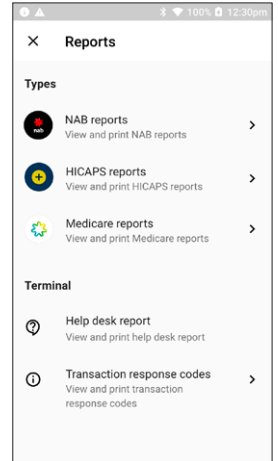 100% 12:30pm
Reports
Types
nab
NAB reports
View and print NAB reports
HICAPS reports
View and print HICAPS reports
Medicare reports
View and print Medicare reports
Terminal
Help desk report
View and print help desk report
Transaction response codes
View and print transaction
response codes